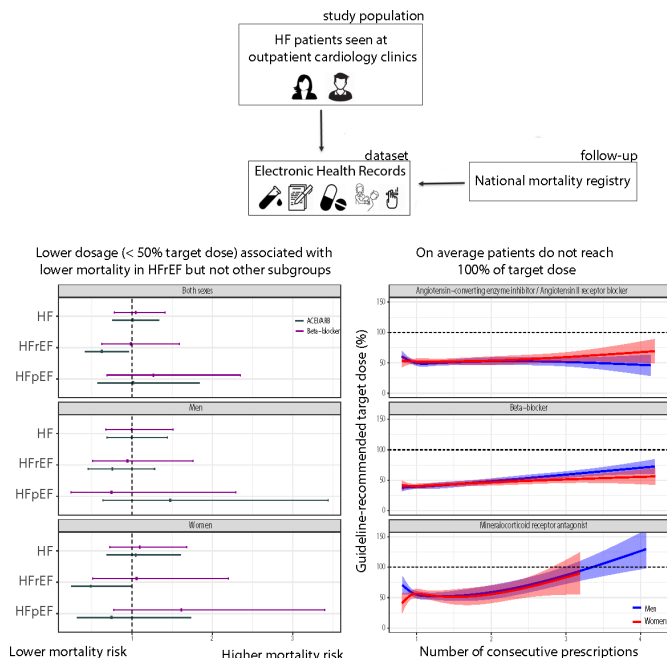 study population
HF patients seen at
outpatient cardiology clinics
dataset
Electronic Health Records
follow-up
National mortality registry
Lower dosage (< 50% target dose) associated with
lower mortality in HFrEF but not other subgroups
Both sexes
HF
HFrEF
HFpEF
ACEI/ARB
Beta-blocker
Men
HF
HFrEF
HFpEF
Women
HF
HFrEF
HFpEF
1
2
3
Lower mortality risk
Higher mortality risk
On average patients do not reach
100% of target dose
Guideline-recommended target dose (%)
Angiotensin-converting enzyme inhibitor / Angiotensin II receptor blocker
150
100
50
0
Beta-blocker
150
100
50
0
Mineralocorticoid receptor antagonist
150
100
50
0
Men
Women
1
2
3
4
Number of consecutive prescriptions